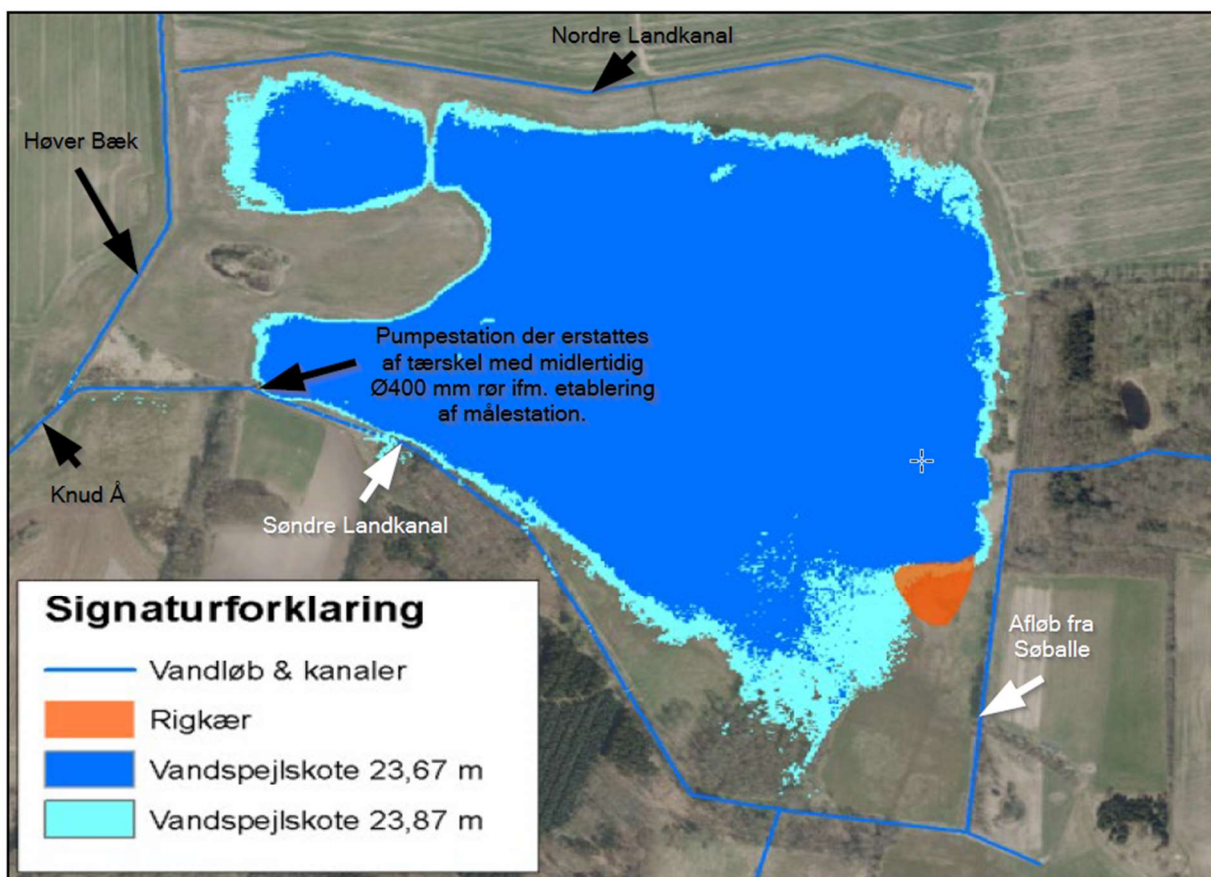 Nordre Landkanal
Høver Bæk
Pumpestation der erstattes
af tærskel med midlertidig
Ø400 mm rør ifm. etablering
af målestation.
Knud Å
Søndre Landkanal
Afløb fra
Søballe
Signaturforklaring
Vandløb & kanaler
Rigkær
Vandspejlskote 23,67 m
Vandspejlskote 23,87 m